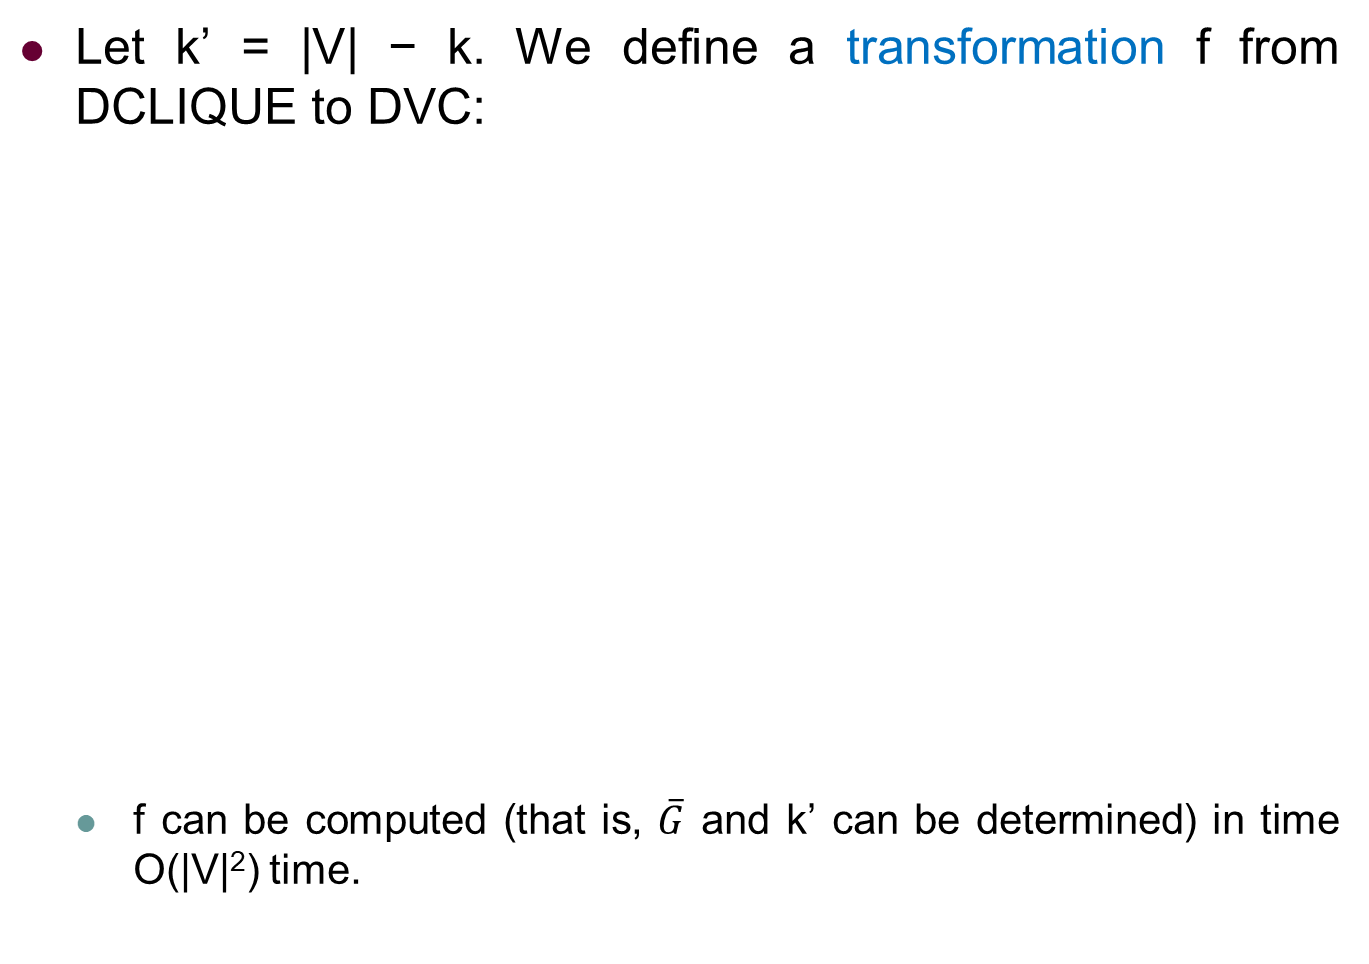 • Let k’ = |V| − k. We define a transformation f from
DCLIQUE to DVC:
• f can be computed (that is, 𝐺̄ and k’ can be determined) in time
O(|V|²) time.